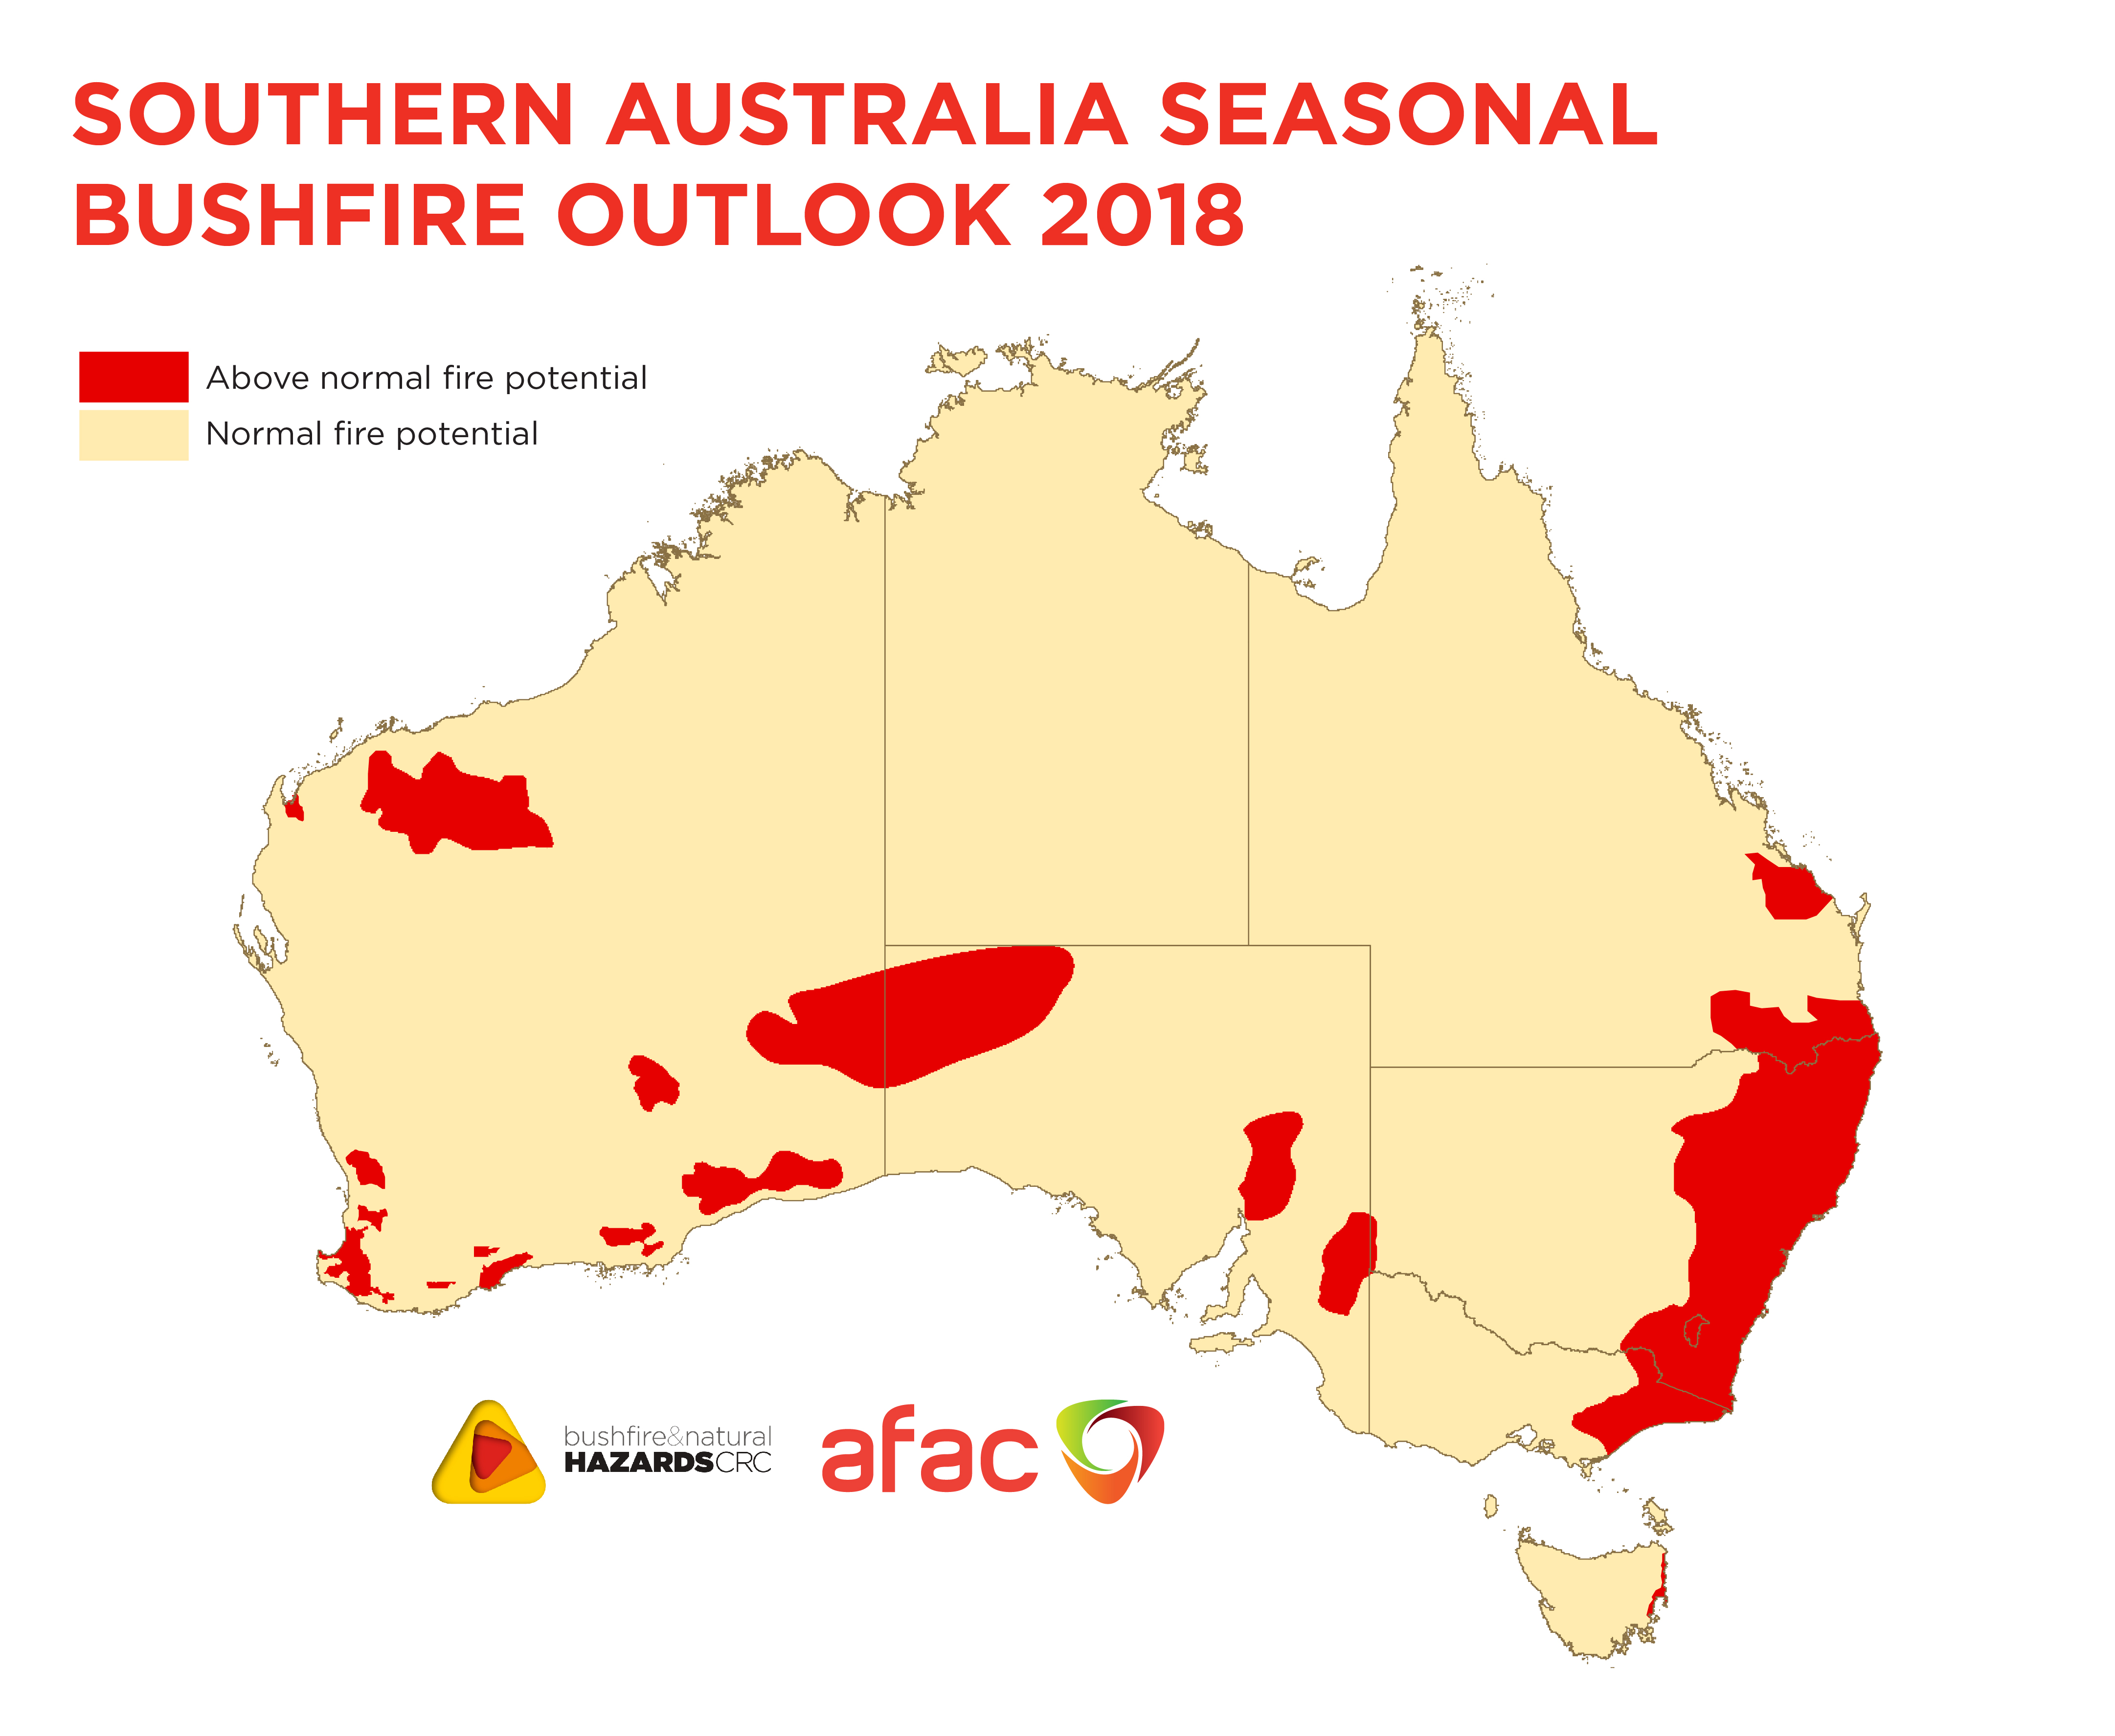 SOUTHERN AUSTRALIA SEASONAL
BUSHFIRE OUTLOOK 2018
Above normal fire potential
Normal fire potential
bushfire&natural
HAZARDSCRC
afac